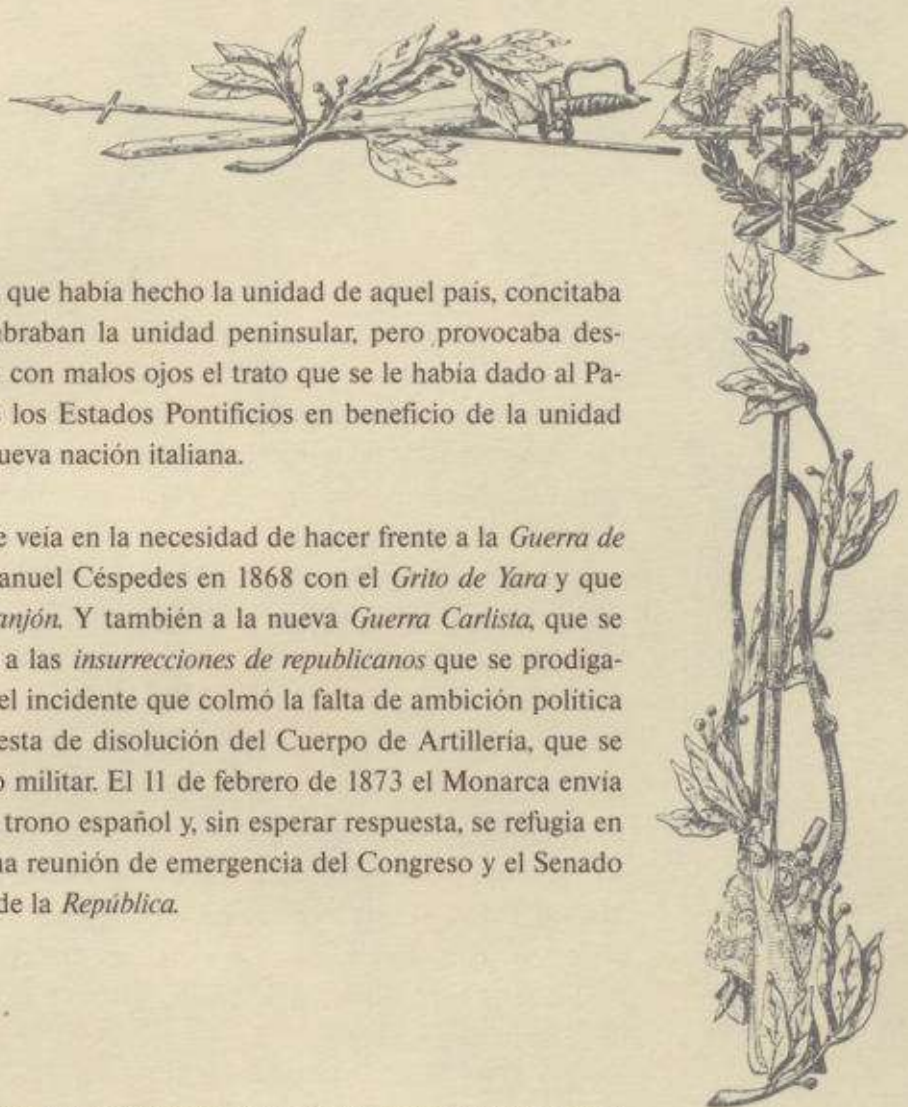 que había hecho la unidad de aquel país, concitaba
braban la unidad peninsular, pero provocaba des-
con malos ojos el trato que se le había dado al Pa-
los Estados Pontificios en beneficio de la unidad
ueva nación italiana.
e veía en la necesidad de hacer frente a la Guerra de
anuel Céspedes en 1868 con el Grito de Yara y que
anjón. Y también a la nueva Guerra Carlista, que se
a las insurrecciones de republicanos que se prodiga-
el incidente que colmó la falta de ambición política
esta de disolución del Cuerpo de Artillería, que se
o militar. El 11 de febrero de 1873 el Monarca envía
trono español y, sin esperar respuesta, se refugia en
na reunión de emergencia del Congreso y el Senado
de la República.